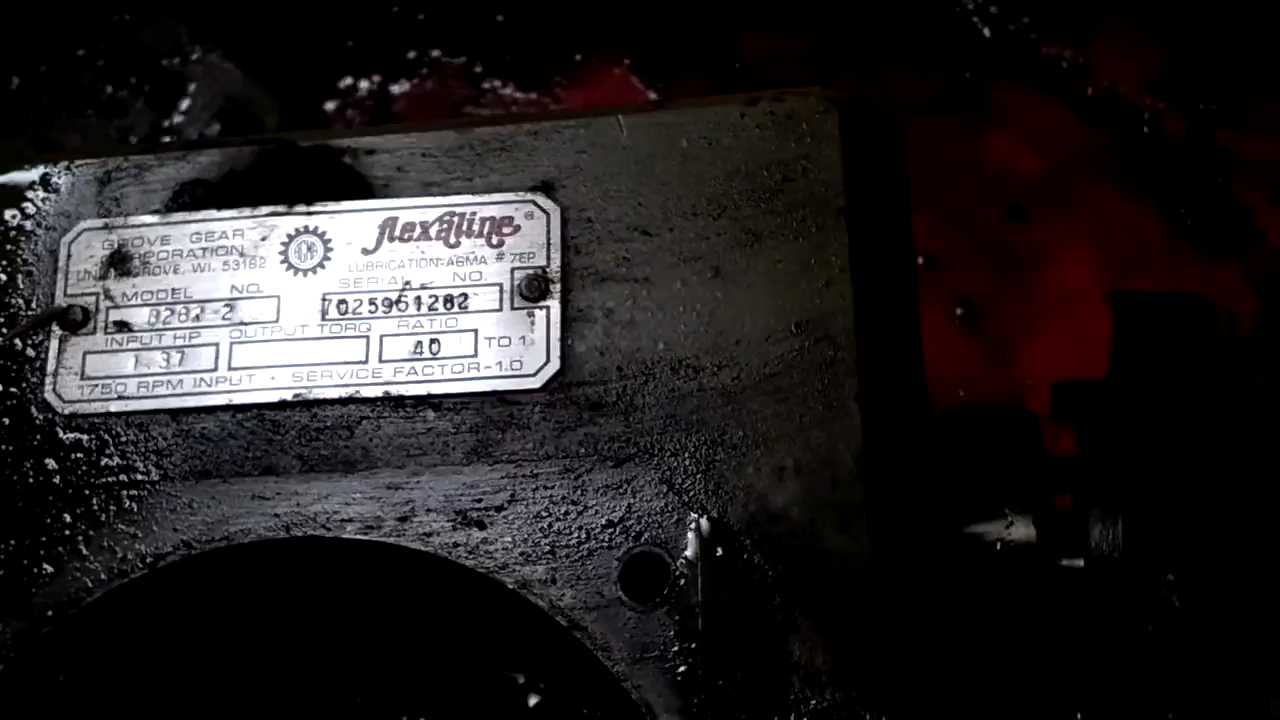 GROVE GEAR
CORPORATION
UNION GROVE, WI. 53182
flexaline ®
LUBRICATION-AGMA # 7EP
MODEL NO.
SERIAL NO.
7025961282
INPUT HP
OUTPUT TORQ
RATIO
1.37
40 TO 1
1750 RPM INPUT • SERVICE FACTOR-1.0